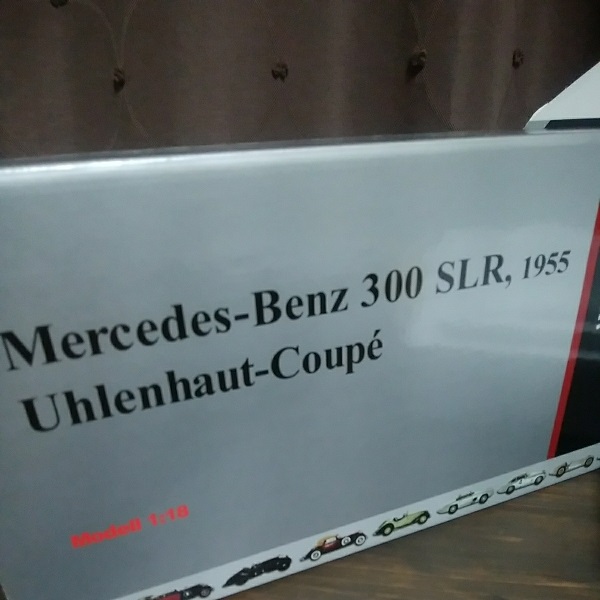 Mercedes-Benz 300 SLR, 1955
Uhlenhaut-Coupé
Modell 1:18